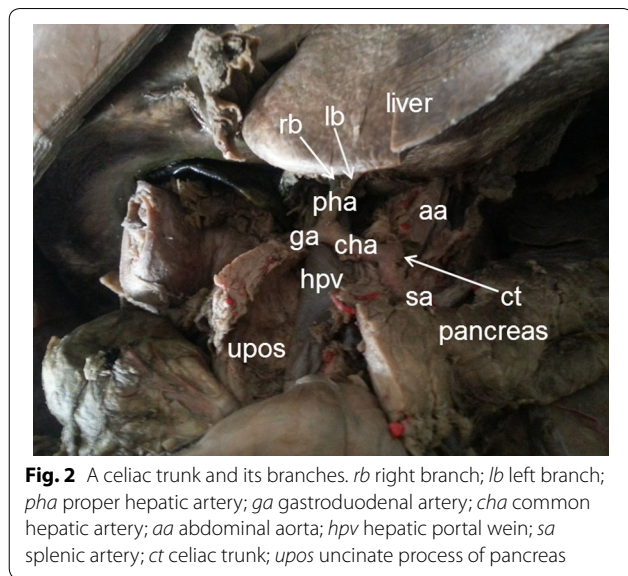 liver
rb lb
pha
aa
ga
cha
hpv
sa
ct
pancreas
upos
Fig. 2 A celiac trunk and its branches. rb right branch; lb left branch;
pha proper hepatic artery; ga gastroduodenal artery; cha common
hepatic artery; aa abdominal aorta; hpv hepatic portal wein; sa
splenic artery; ct celiac trunk; upos uncinate process of pancreas